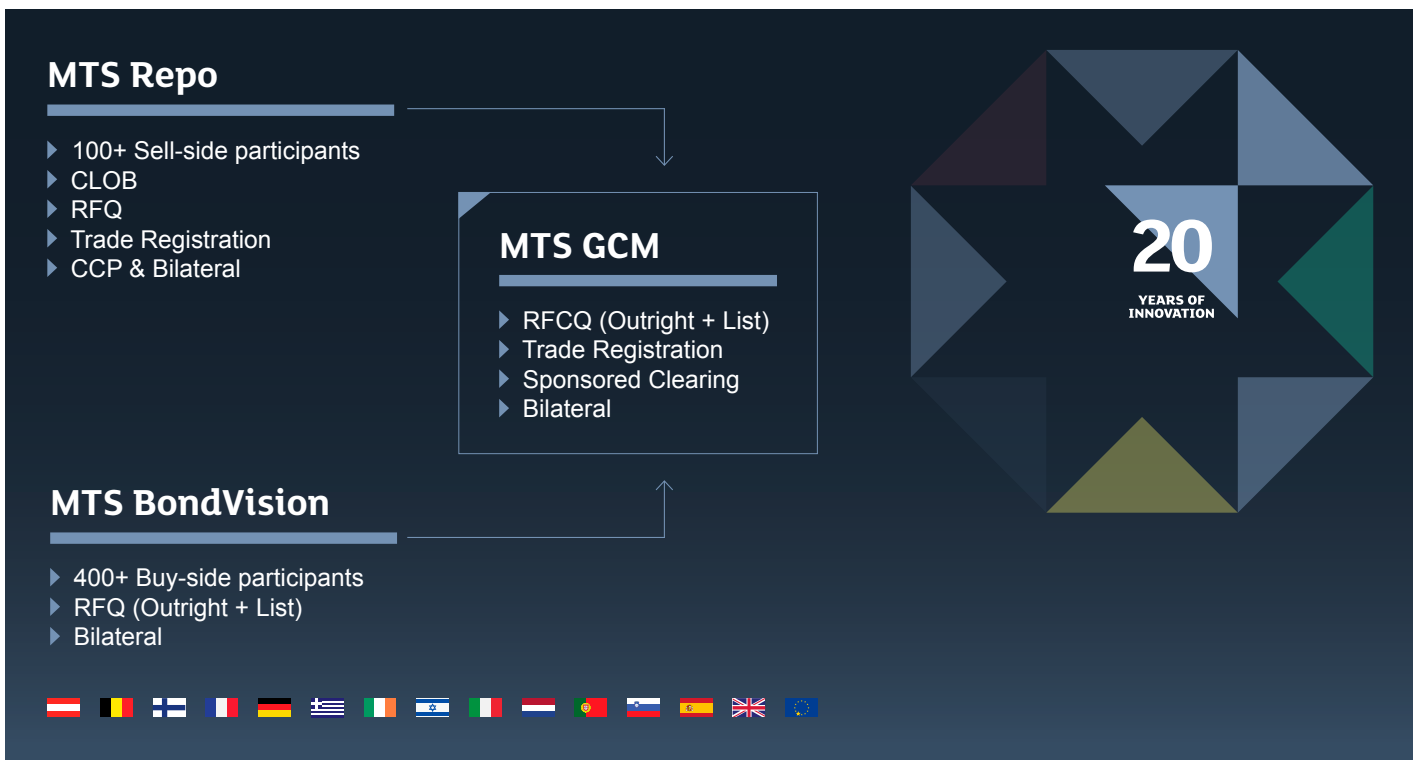 MTS Repo
100+ Sell-side participants
CLOB
RFQ
Trade Registration
CCP & Bilateral
MTS GCM
RFCQ (Outright + List)
Trade Registration
Sponsored Clearing
Bilateral
MTS BondVision
400+ Buy-side participants
RFQ (Outright + List)
Bilateral
20
YEARS OF
INNOVATION